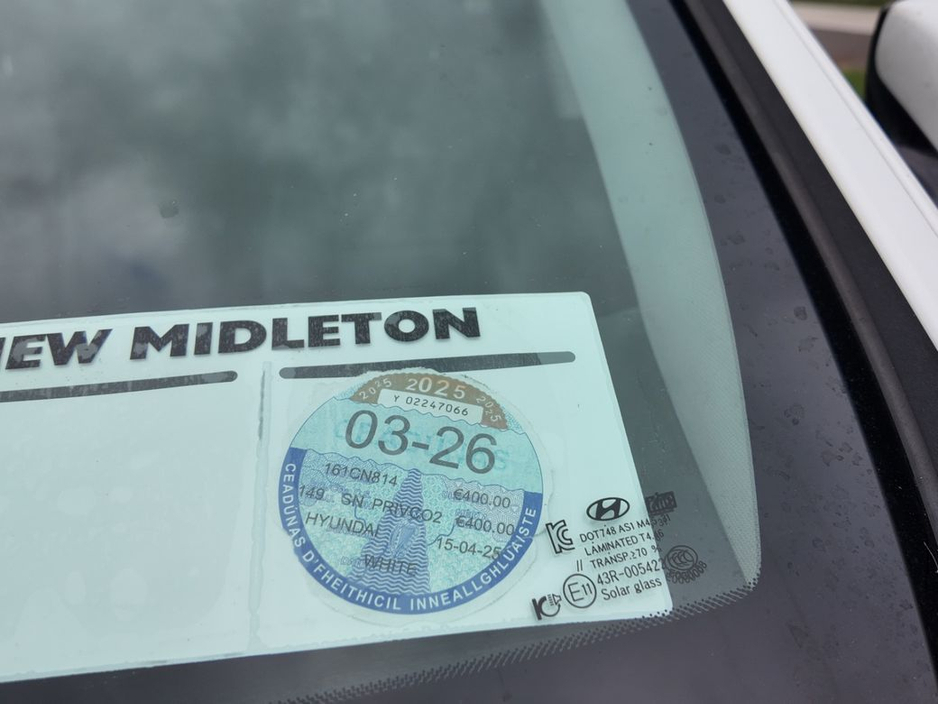 NEW MIDLETON
2025 2025 2025
Y 02247066
03-26
161CN814 €400.00
149 GN PRIVCO2 €400.00
HYUNDAI 15-04-25
WHITE
CEADUNAS D'FHEITHICIL INNEALLGHLUAISTE
DOT748 AS1
LAMINATED
// TRANSP.≥70 %
E11 43R-00542
Solar glass